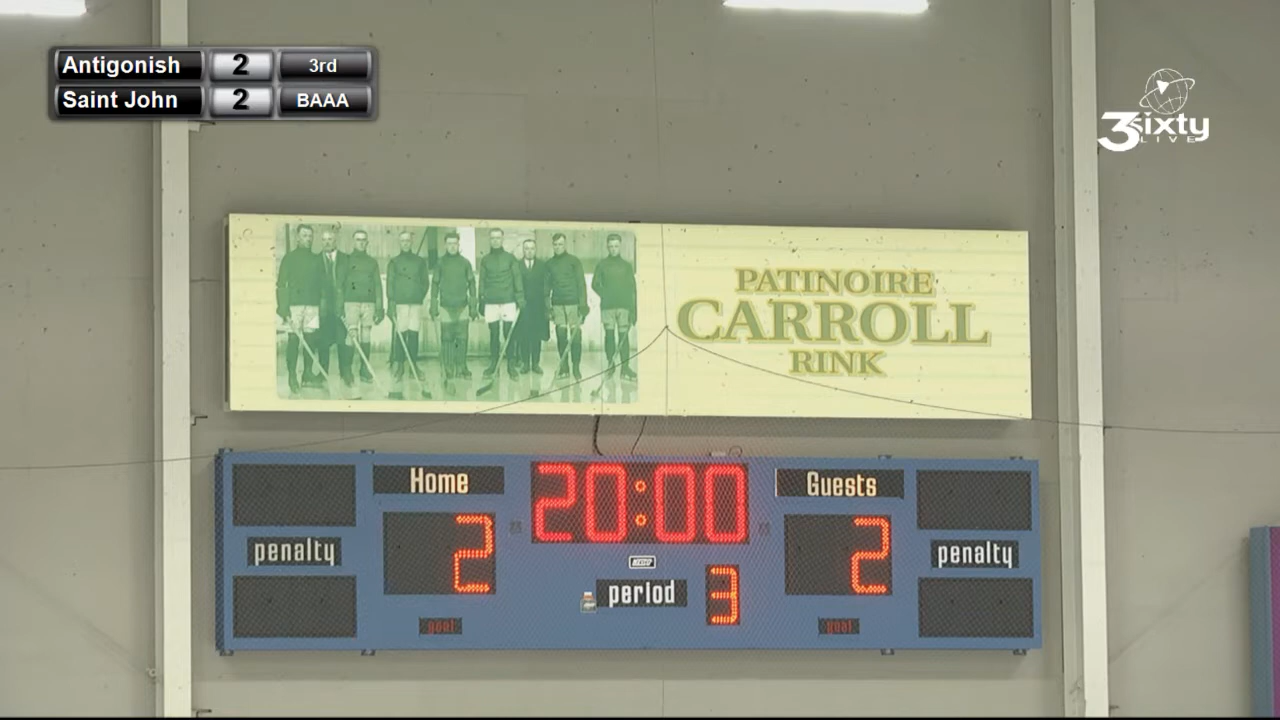 Antigonish 2 3rd
Saint John 2 BAAA
3sixty
LIVE
PATINOIRE
CARROLL
RINK
Home 20:00 Guests
2 2
penalty penalty
period 3
goal goal